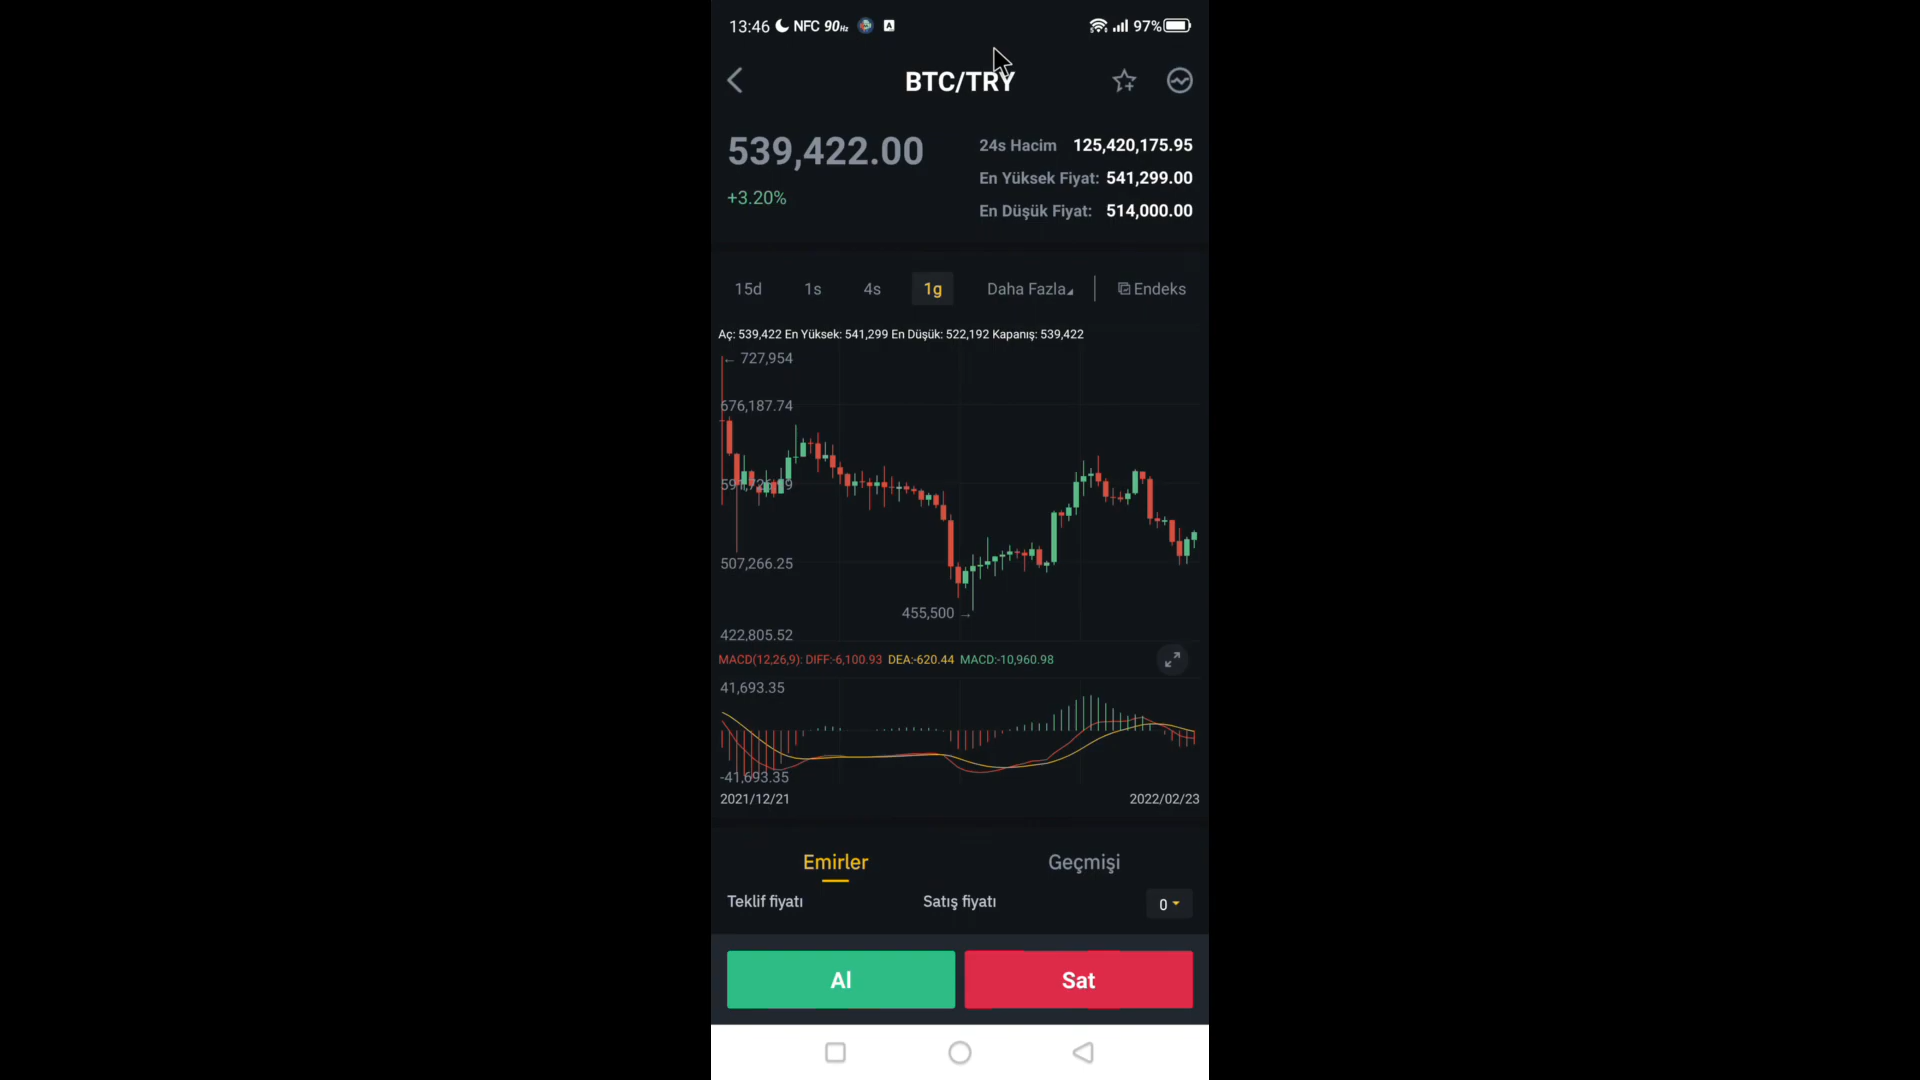 13:46 NFC 90Hz 97%
BTC/TRY
539,422.00
+3.20%
24s Hacim 125,420,175.95
En Yüksek Fiyat: 541,299.00
En Düşük Fiyat: 514,000.00
15d 1s 4s 1g Daha Fazla Endeks
Aç: 539,422 En Yüksek: 541,299 En Düşük: 522,192 Kapanış: 539,422
← 727,954
676,187.74
507,266.25
455,500 →
422,805.52
MACD(12,26,9): DIFF:-6,100.93 DEA:-620.44 MACD:-10,960.98
41,693.35
-41,693.35
2021/12/21 2022/02/23
Emirler Geçmişi
Teklif fiyatı Satış fiyatı 0
Al Sat